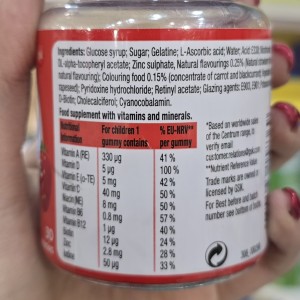 Ingredients: Glucose syrup; Sugar; Gelatine; L-Ascorbic acid; Water; Acid
DL-alpha-tocopheryl acetate; Zinc sulphate, Natural flavourings 0.25%
natural flavouring); Colouring food 0.15% (concentrate of carrot and blackcurrant);
Pyridoxine hydrochloride; Retinyl acetate; Glazing agents:
D-Biotin; Cholecalciferol; Cyanocobalamin.
Food supplement with vitamins and minerals.
Nutritional information For children 1 gummy contains % EU-NRV** per gummy
Vitamin A (RE) 330 µg 41 %
Vitamin D 5 µg 100 %
Vitamin E (α-TE) 5 mg 42 %
Vitamin C 40 mg 50 %
Niacin (NE) 8 mg 50 %
Vitamin B6 0.8 mg 57 %
Vitamin B12 1 µg 40 %
12 µg 24 %
Zinc 2.8 mg 28 %
Iodine 50 µg 33 %
*Based on worldwide sales
of the Centrum range,
to verify email
customer.relations@gsk.com
**Nutrient Reference Value
Trade marks are owned or
licensed by GSK.
For Best before and batch
number see bottom of bottle.